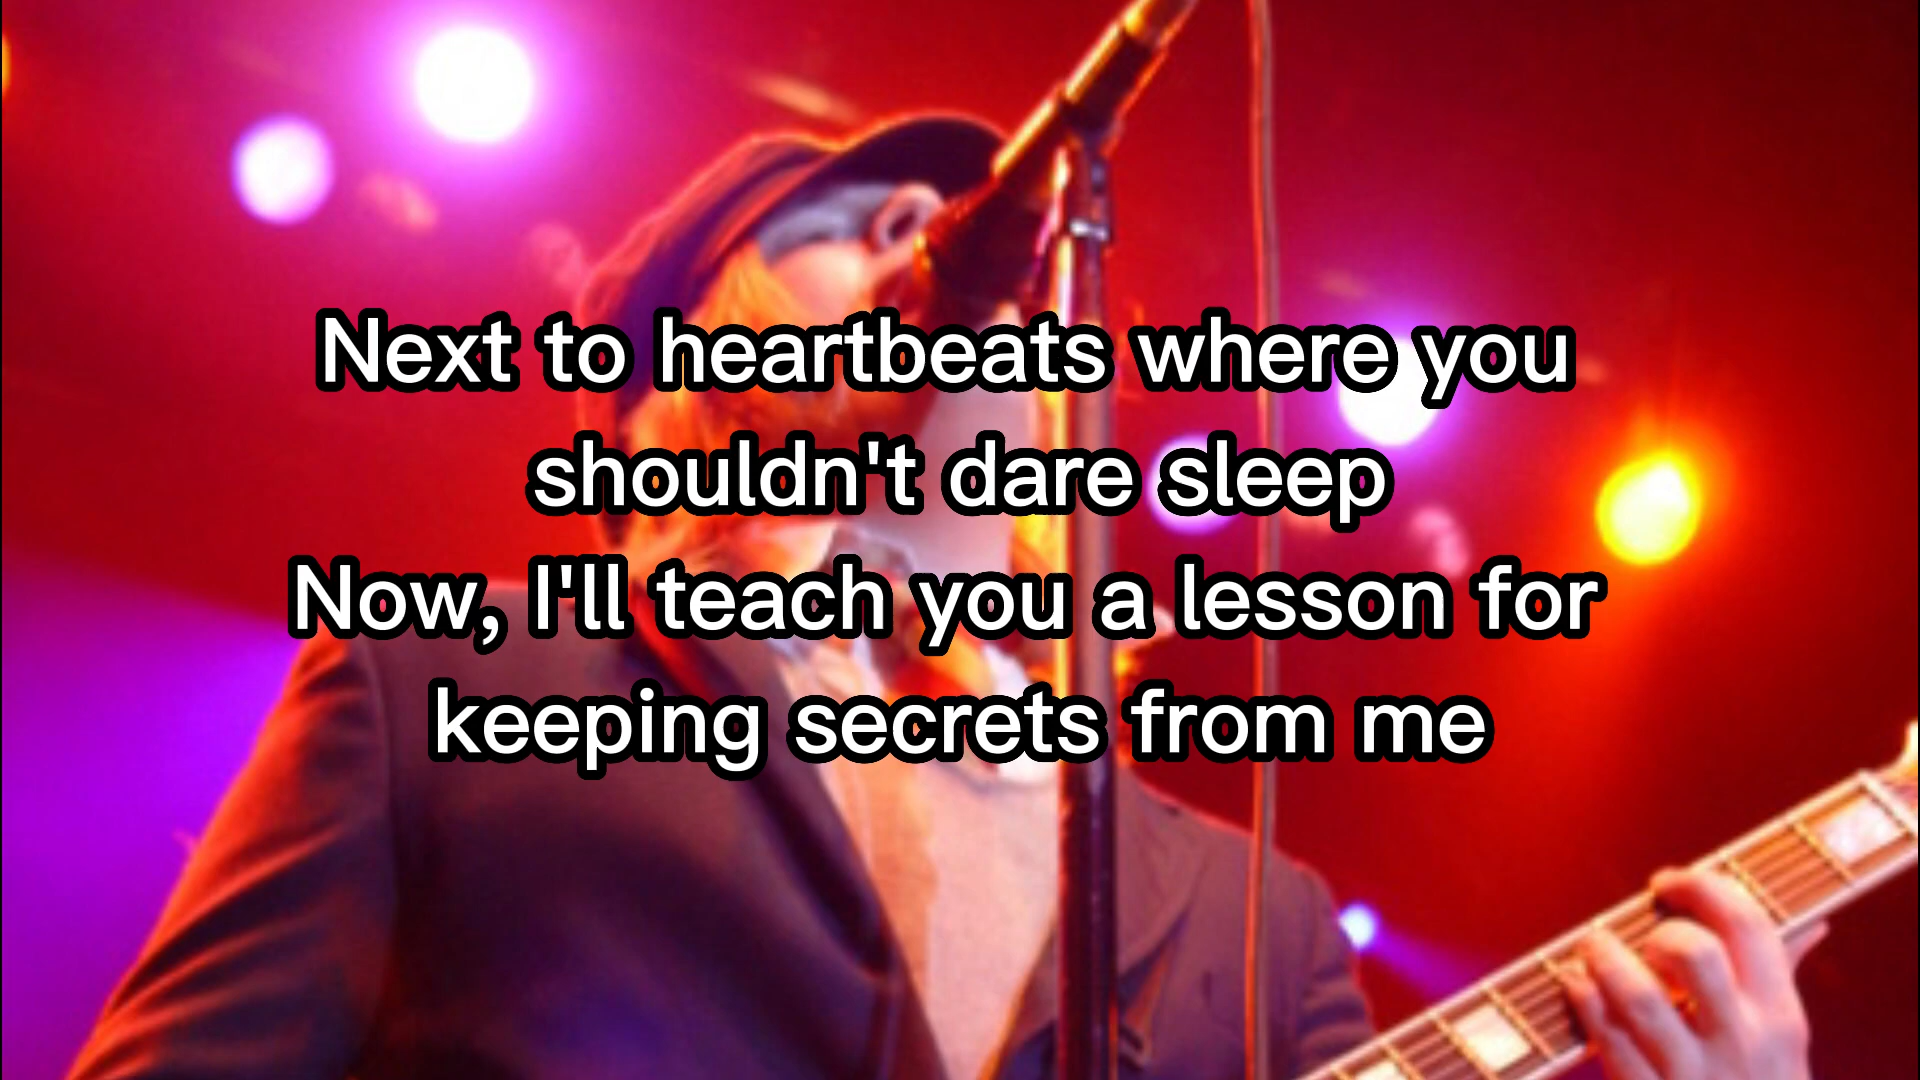 Next to heartbeats where you
shouldn't dare sleep
Now, I'll teach you a lesson for
keeping secrets from me